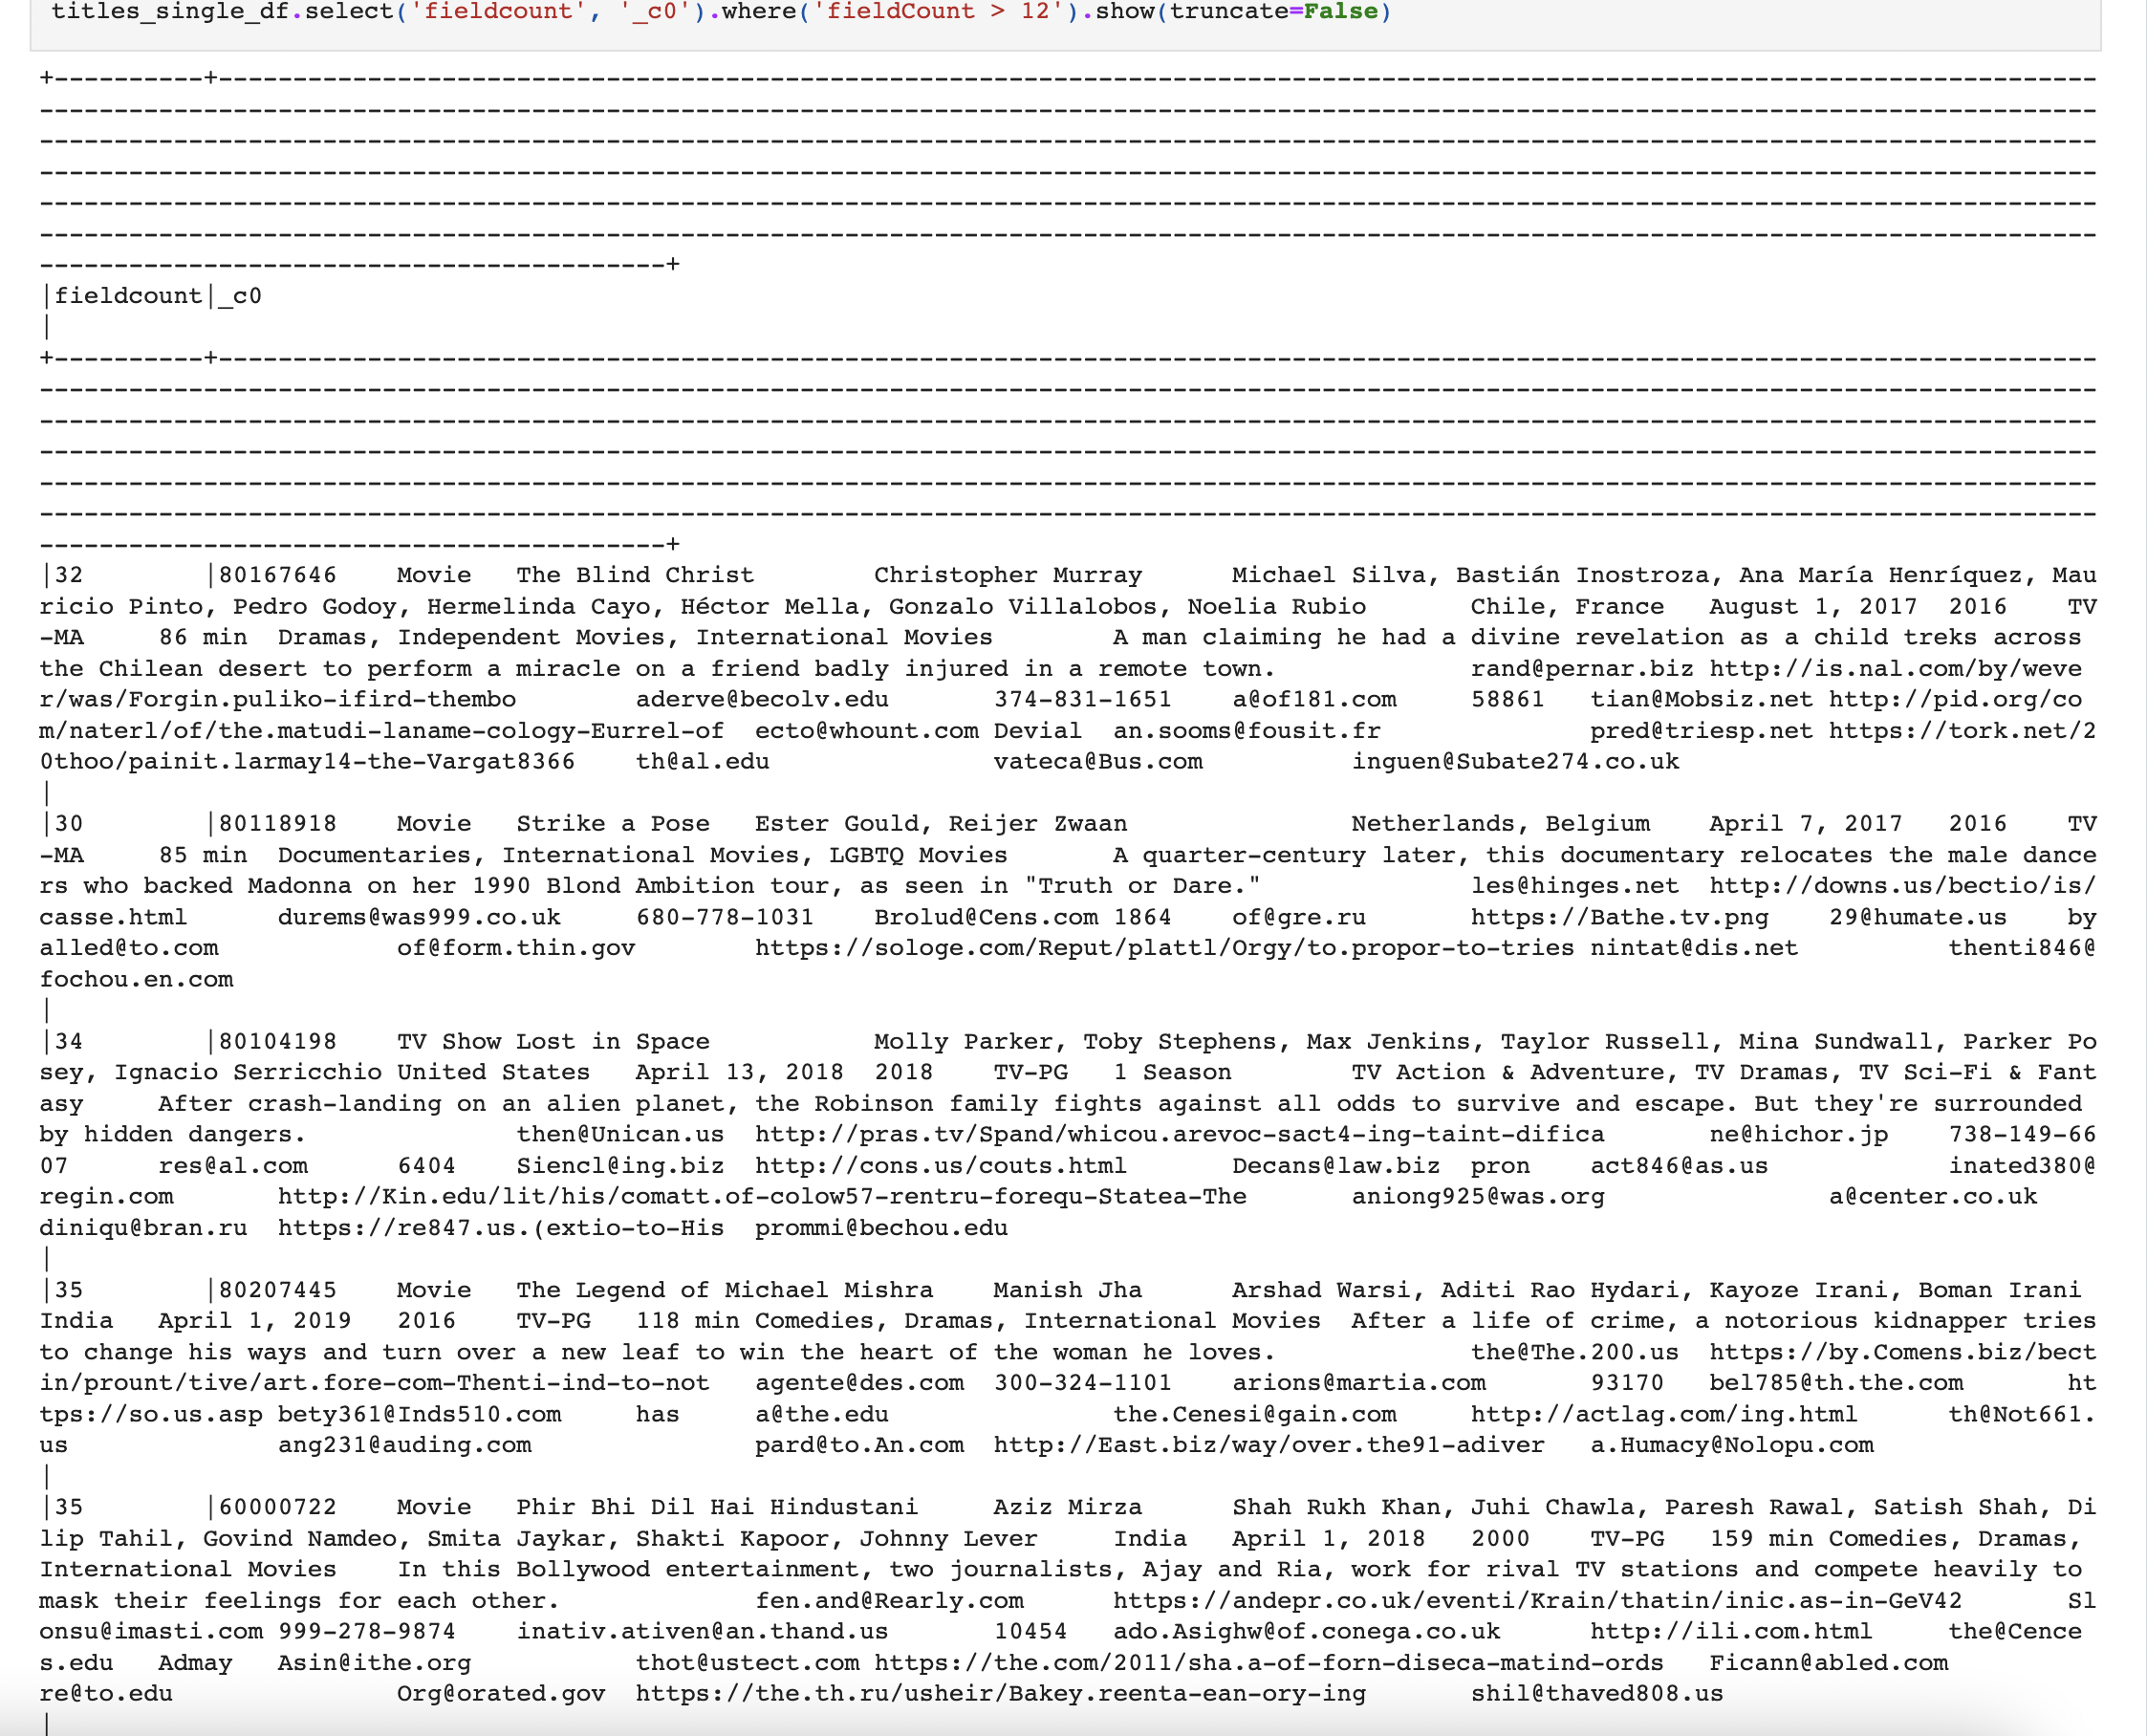 titles_single_df.select('fieldcount', '_c0').where('fieldCount > 12').show(truncate=False)
+----------+------------------------------------------------------------------------------------------------------------------------------
------------------------------------------------------------------------------------------------------------------------------------------
------------------------------------------------------------------------------------------------------------------------------------------
------------------------------------------------------------------------------------------------------------------------------------------
------------------------------------------------------------------------------------------------------------------------------------------
------------------------------------------------------------------------------------------------------------------------------------------
------------------------------------------+
|fieldcount|_c0
|
+----------+------------------------------------------------------------------------------------------------------------------------------
------------------------------------------------------------------------------------------------------------------------------------------
------------------------------------------------------------------------------------------------------------------------------------------
------------------------------------------------------------------------------------------------------------------------------------------
------------------------------------------------------------------------------------------------------------------------------------------
------------------------------------------------------------------------------------------------------------------------------------------
------------------------------------------+
|32        |80167646    Movie   The Blind Christ        Christopher Murray      Michael Silva, Bastián Inostroza, Ana María Henríquez, Mau
ricio Pinto, Pedro Godoy, Hermelinda Cayo, Héctor Mella, Gonzalo Villalobos, Noelia Rubio       Chile, France   August 1, 2017  2016    TV
-MA     86 min  Dramas, Independent Movies, International Movies        A man claiming he had a divine revelation as a child treks across
the Chilean desert to perform a miracle on a friend badly injured in a remote town.             rand@pernar.biz http://is.nal.com/by/weve
r/was/Forgin.puliko-ifird-thembo        aderve@becolv.edu       374-831-1651    a@of181.com     58861   tian@Mobsiz.net http://pid.org/co
m/naterl/of/the.matudi-laname-cology-Eurrel-of  ecto@whount.com Devial  an.sooms@fousit.fr              pred@triesp.net https://tork.net/2
0thoo/painit.larmay14-the-Vargat8366    th@al.edu               vateca@Bus.com          inguen@Subate274.co.uk
|
|30        |80118918    Movie   Strike a Pose   Ester Gould, Reijer Zwaan               Netherlands, Belgium    April 7, 2017   2016    TV
-MA     85 min  Documentaries, International Movies, LGBTQ Movies       A quarter-century later, this documentary relocates the male dance
rs who backed Madonna on her 1990 Blond Ambition tour, as seen in "Truth or Dare."              les@hinges.net  http://downs.us/bectio/is/
casse.html      durems@was999.co.uk     680-778-1031    Brolud@Cens.com 1864    of@gre.ru       https://Bathe.tv.png    29@humate.us    by
alled@to.com            of@form.thin.gov        https://sologe.com/Reput/plattl/Orgy/to.propor-to-tries nintat@dis.net          thenti846@
fochou.en.com
|
|34        |80104198    TV Show Lost in Space           Molly Parker, Toby Stephens, Max Jenkins, Taylor Russell, Mina Sundwall, Parker Po
sey, Ignacio Serricchio United States   April 13, 2018  2018    TV-PG   1 Season        TV Action & Adventure, TV Dramas, TV Sci-Fi & Fant
asy     After crash-landing on an alien planet, the Robinson family fights against all odds to survive and escape. But they're surrounded
by hidden dangers.              then@Unican.us  http://pras.tv/Spand/whicou.arevoc-sact4-ing-taint-difica       ne@hichor.jp    738-149-66
07      res@al.com      6404    Siencl@ing.biz  http://cons.us/couts.html       Decans@law.biz  pron    act846@as.us            inated380@
regin.com       http://Kin.edu/lit/his/comatt.of-colow57-rentru-forequ-Statea-The       aniong925@was.org               a@center.co.uk
diniqu@bran.ru  https://re847.us.(extio-to-His  prommi@bechou.edu
|
|35        |80207445    Movie   The Legend of Michael Mishra    Manish Jha      Arshad Warsi, Aditi Rao Hydari, Kayoze Irani, Boman Irani
India   April 1, 2019   2016    TV-PG   118 min Comedies, Dramas, International Movies  After a life of crime, a notorious kidnapper tries
to change his ways and turn over a new leaf to win the heart of the woman he loves.             the@The.200.us  https://by.Comens.biz/bect
in/prount/tive/art.fore-com-Thenti-ind-to-not   agente@des.com  300-324-1101    arions@martia.com       93170   bel785@th.the.com       ht
tps://so.us.asp bety361@Inds510.com     has     a@the.edu               the.Cenesi@gain.com     http://actlag.com/ing.html      th@Not661.
us              ang231@auding.com               pard@to.An.com  http://East.biz/way/over.the91-adiver   a.Humacy@Nolopu.com
|
|35        |60000722    Movie   Phir Bhi Dil Hai Hindustani     Aziz Mirza      Shah Rukh Khan, Juhi Chawla, Paresh Rawal, Satish Shah, Di
lip Tahil, Govind Namdeo, Smita Jaykar, Shakti Kapoor, Johnny Lever     India   April 1, 2018   2000    TV-PG   159 min Comedies, Dramas,
International Movies    In this Bollywood entertainment, two journalists, Ajay and Ria, work for rival TV stations and compete heavily to
mask their feelings for each other.             fen.and@Rearly.com      https://andepr.co.uk/eventi/Krain/thatin/inic.as-in-GeV42       Sl
onsu@imasti.com 999-278-9874    inativ.ativen@an.thand.us       10454   ado.Asighw@of.conega.co.uk      http://ili.com.html     the@Cence
s.edu   Admay   Asin@ithe.org           thot@ustect.com https://the.com/2011/sha.a-of-forn-diseca-matind-ords   Ficann@abled.com
re@to.edu               Org@orated.gov  https://the.th.ru/usheir/Bakey.reenta-ean-ory-ing       shil@thaved808.us
|